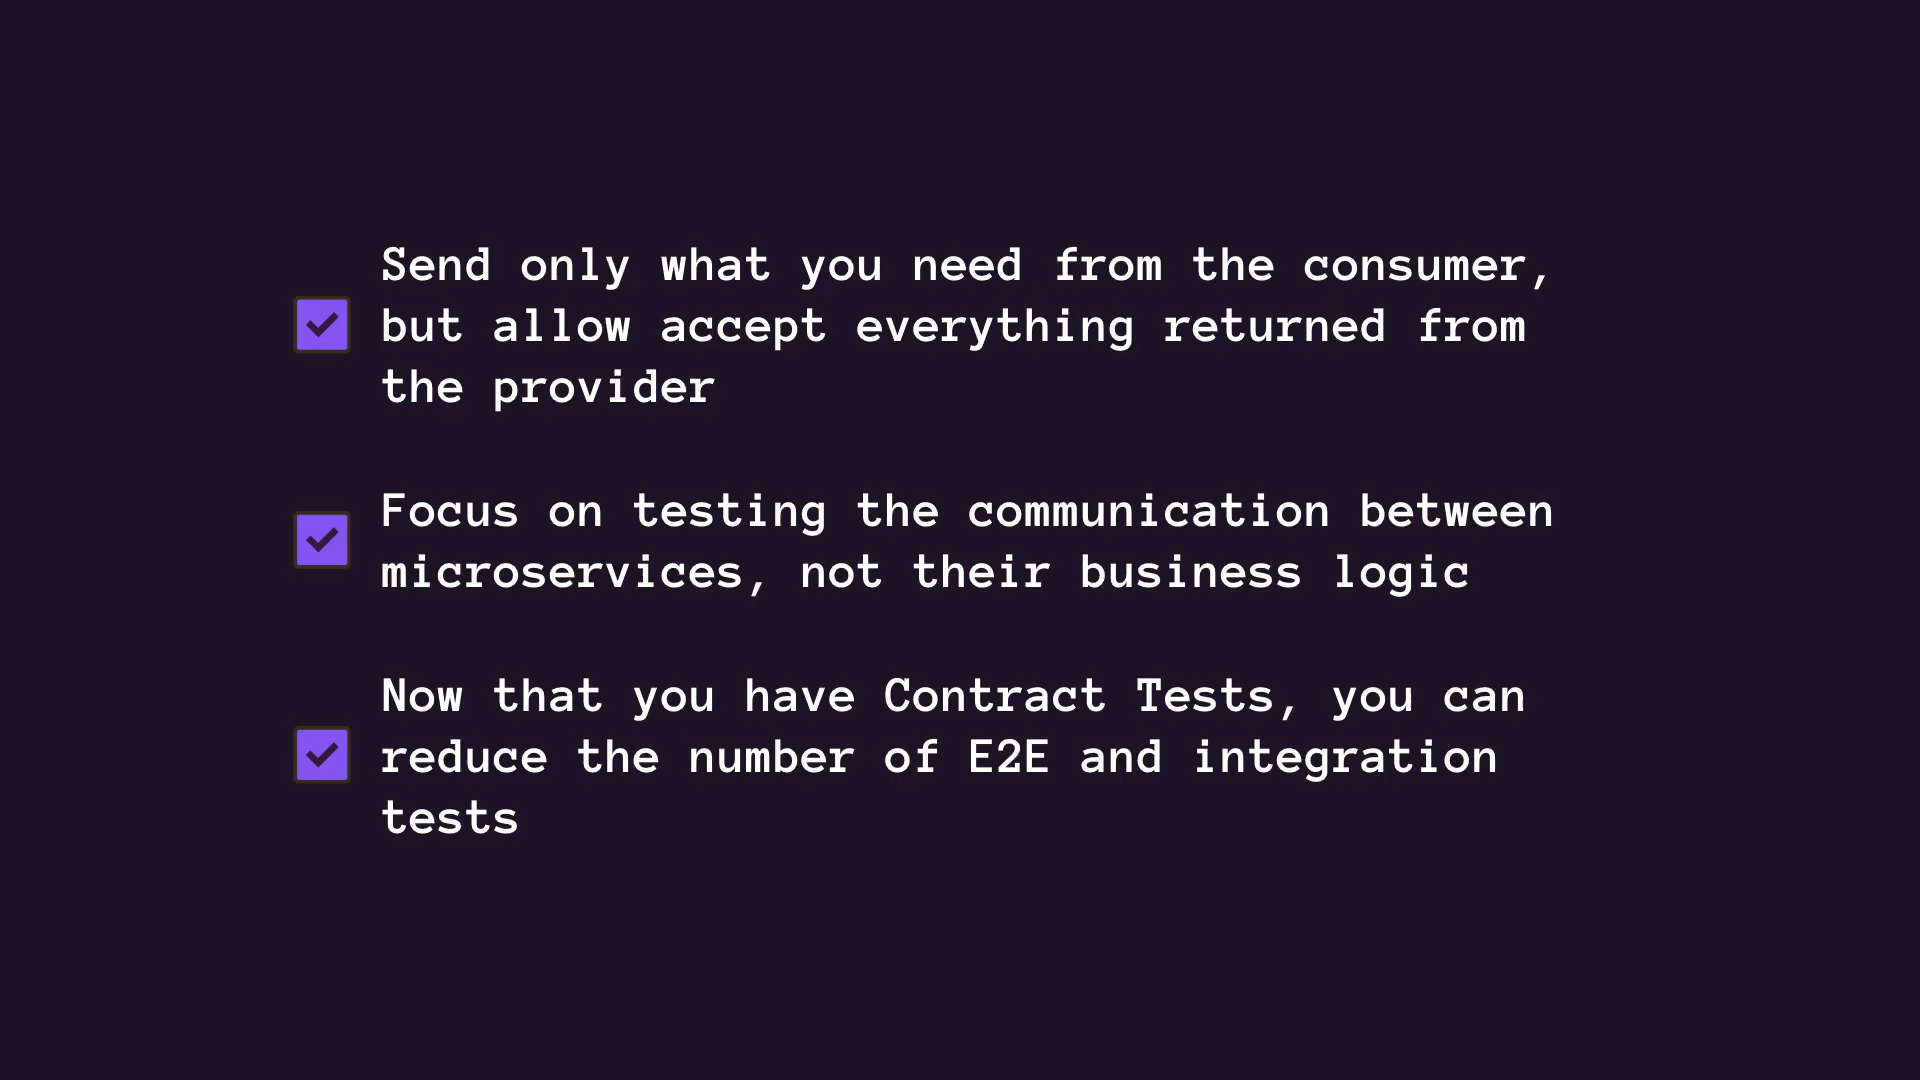 Send only what you need from the consumer,
but allow accept everything returned from
the provider
Focus on testing the communication between
microservices, not their business logic
Now that you have Contract Tests, you can
reduce the number of E2E and integration
tests